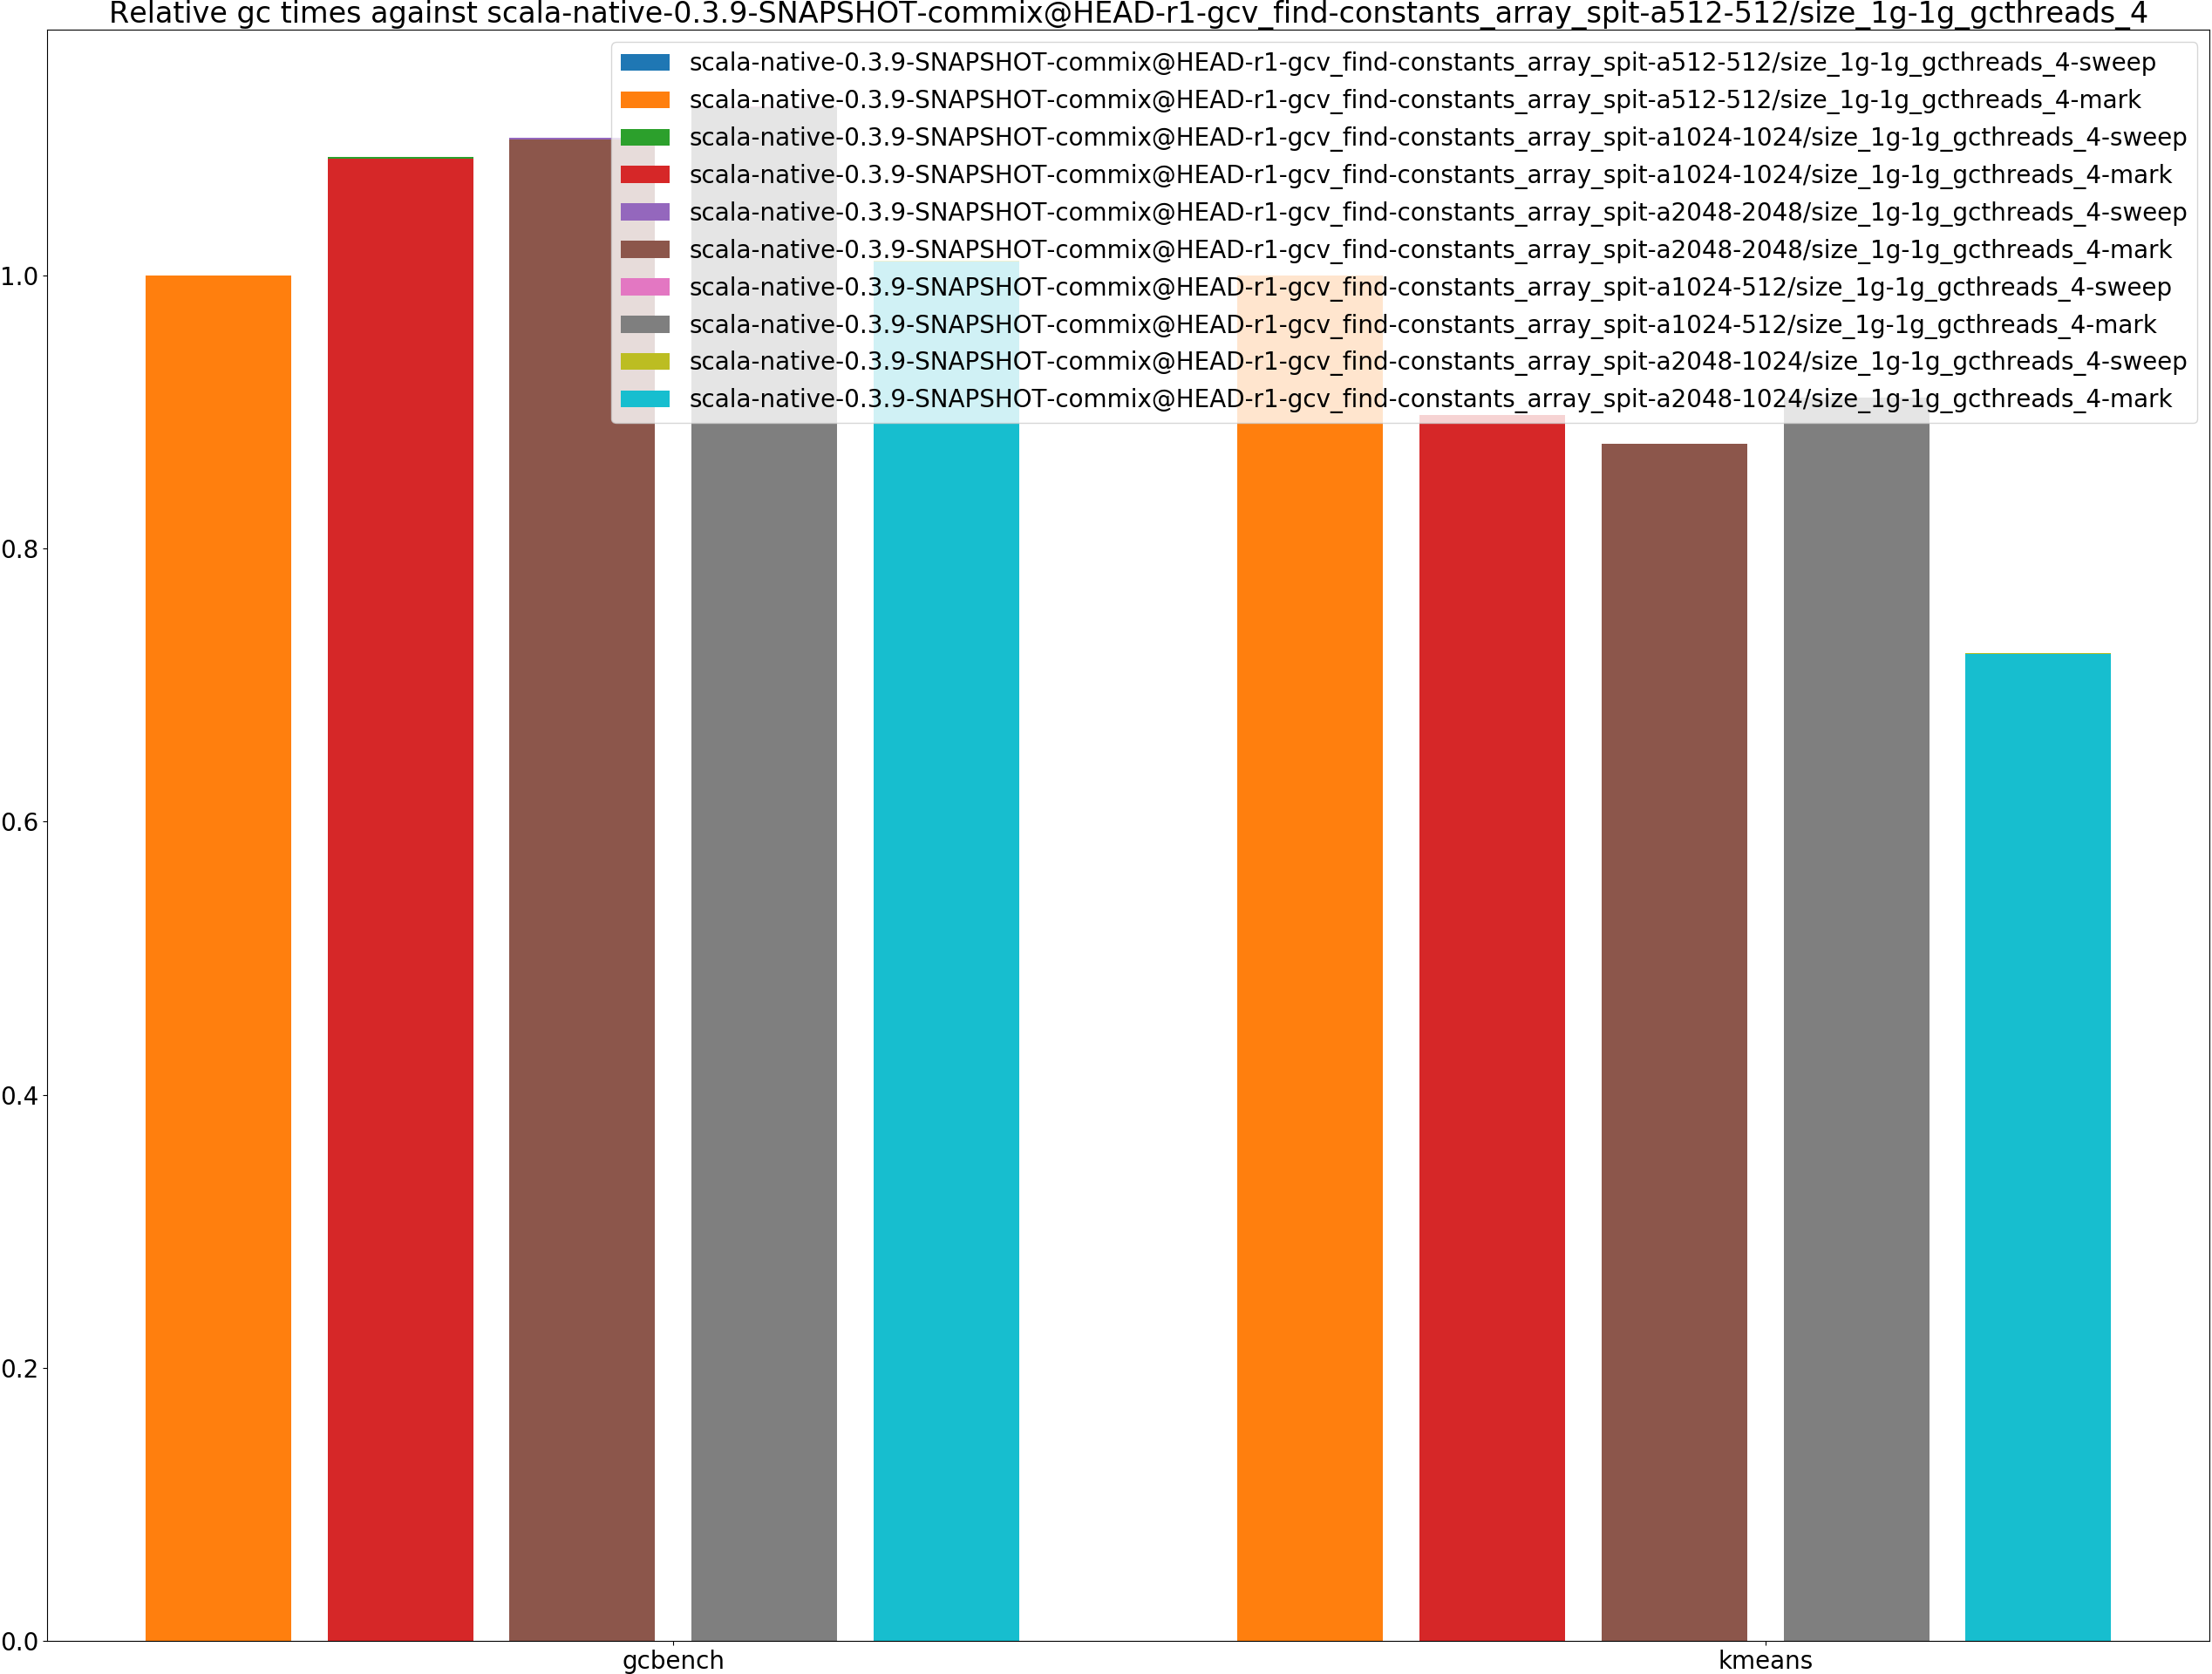 Relative gc times against scala-native-0.3.9-SNAPSHOT-commix@HEAD-r1-gcv_find-constants_array_spit-a512-512/size_1g-1g_gcthreads_4
scala-native-0.3.9-SNAPSHOT-commix@HEAD-r1-gcv_find-constants_array_spit-a512-512/size_1g-1g_gcthreads_4-sweep
scala-native-0.3.9-SNAPSHOT-commix@HEAD-r1-gcv_find-constants_array_spit-a512-512/size_1g-1g_gcthreads_4-mark
scala-native-0.3.9-SNAPSHOT-commix@HEAD-r1-gcv_find-constants_array_spit-a1024-1024/size_1g-1g_gcthreads_4-sweep
scala-native-0.3.9-SNAPSHOT-commix@HEAD-r1-gcv_find-constants_array_spit-a1024-1024/size_1g-1g_gcthreads_4-mark
scala-native-0.3.9-SNAPSHOT-commix@HEAD-r1-gcv_find-constants_array_spit-a2048-2048/size_1g-1g_gcthreads_4-sweep
scala-native-0.3.9-SNAPSHOT-commix@HEAD-r1-gcv_find-constants_array_spit-a2048-2048/size_1g-1g_gcthreads_4-mark
scala-native-0.3.9-SNAPSHOT-commix@HEAD-r1-gcv_find-constants_array_spit-a1024-512/size_1g-1g_gcthreads_4-sweep
scala-native-0.3.9-SNAPSHOT-commix@HEAD-r1-gcv_find-constants_array_spit-a1024-512/size_1g-1g_gcthreads_4-mark
scala-native-0.3.9-SNAPSHOT-commix@HEAD-r1-gcv_find-constants_array_spit-a2048-1024/size_1g-1g_gcthreads_4-sweep
scala-native-0.3.9-SNAPSHOT-commix@HEAD-r1-gcv_find-constants_array_spit-a2048-1024/size_1g-1g_gcthreads_4-mark
1.0
0.8
0.6
0.4
0.2
0.0
gcbench
kmeans